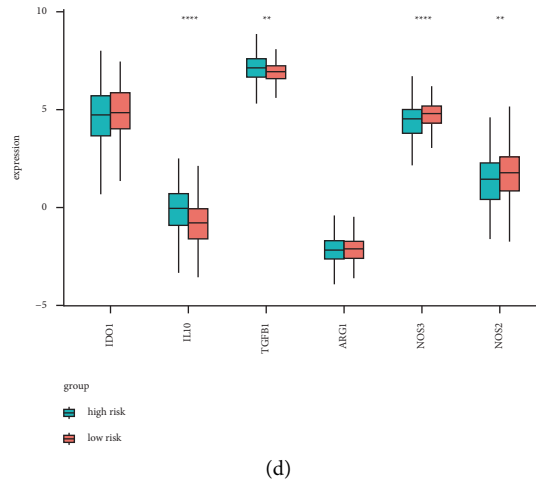 10
5
0
−5
expression
****
**
****
**
IDO1
IL10
TGFB1
ARG1
NOS3
NOS2
group
high risk
low risk
(d)